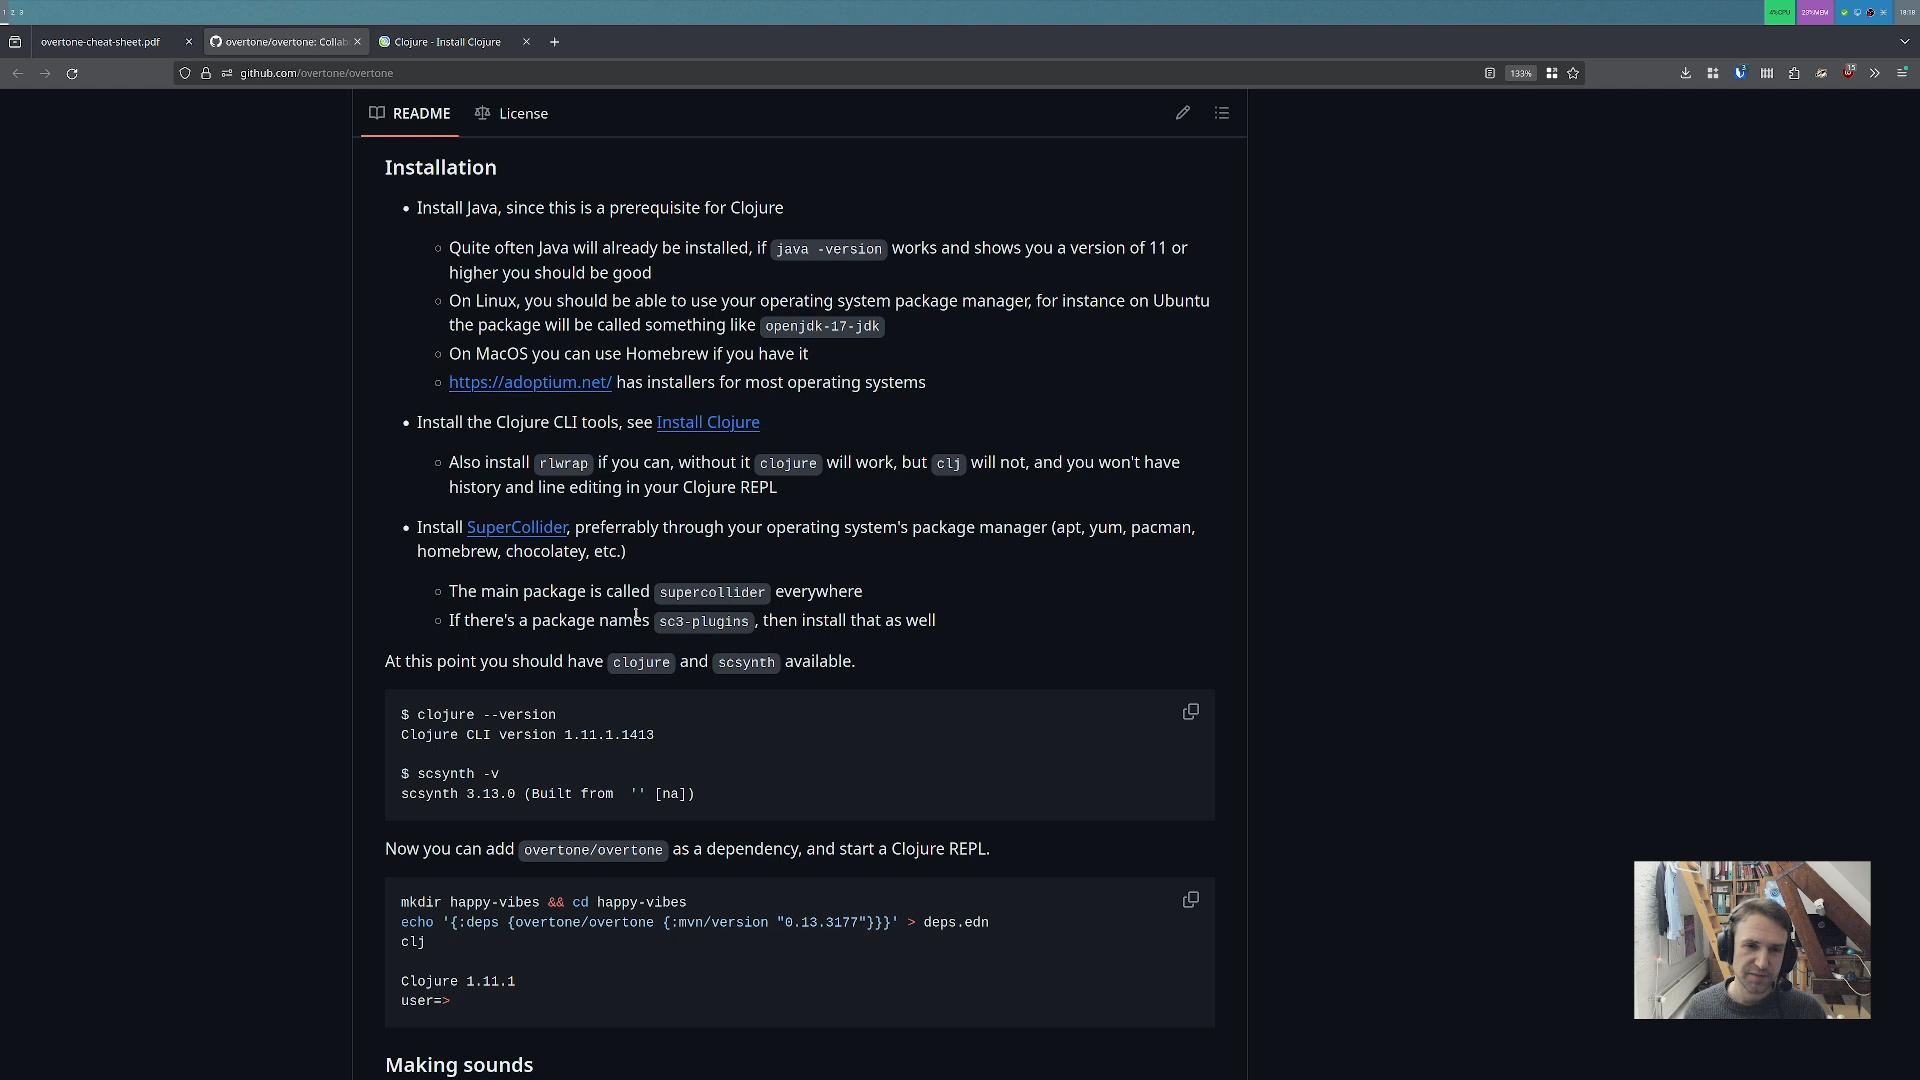 1 2 3
4%CPU
23%MEM
18:18
overtone-cheat-sheet.pdf
overtone/overtone: Collab
Clojure - Install Clojure
github.com/overtone/overtone
133%
3
15
README
License
Installation
Install Java, since this is a prerequisite for Clojure
Quite often Java will already be installed, if java -version works and shows you a version of 11 or
higher you should be good
On Linux, you should be able to use your operating system package manager, for instance on Ubuntu
the package will be called something like openjdk-17-jdk
On MacOS you can use Homebrew if you have it
https://adoptium.net/ has installers for most operating systems
Install the Clojure CLI tools, see Install Clojure
Also install rlwrap if you can, without it clojure will work, but clj will not, and you won't have
history and line editing in your Clojure REPL
Install SuperCollider, preferrably through your operating system's package manager (apt, yum, pacman,
homebrew, chocolatey, etc.)
The main package is called supercollider everywhere
If there's a package names sc3-plugins, then install that as well
At this point you should have clojure and scsynth available.
$ clojure --version
Clojure CLI version 1.11.1.1413
$ scsynth -v
scsynth 3.13.0 (Built from  '' [na])
Now you can add overtone/overtone as a dependency, and start a Clojure REPL.
mkdir happy-vibes && cd happy-vibes
echo '{:deps {overtone/overtone {:mvn/version "0.13.3177"}}}' > deps.edn
clj
Clojure 1.11.1
user=>
Making sounds